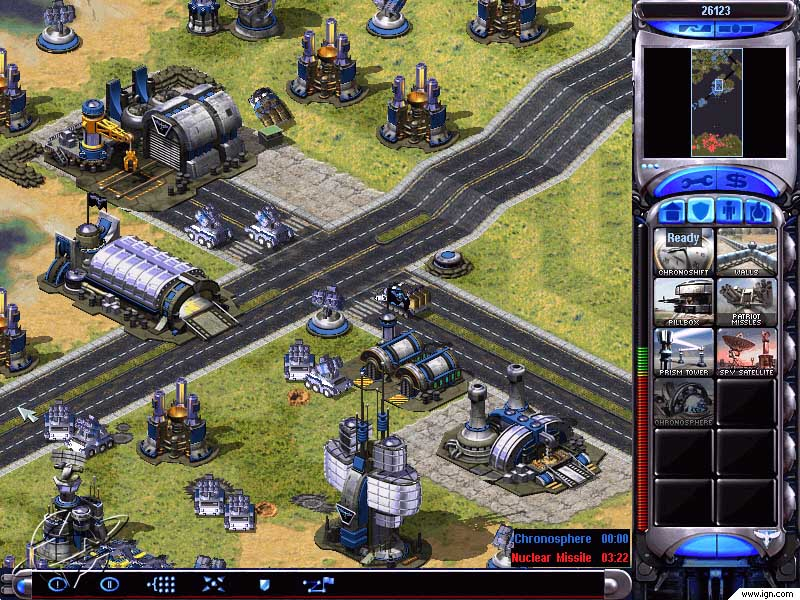 26123
Ready
CHRONOSHIFT
WALLS
PILLBOX
PATRIOT
MISSLES
PRISM TOWER
SPY SATELLITE
CHRONOSPHERE
Chronosphere 00:00
Nuclear Missile 03:22
www.ign.com